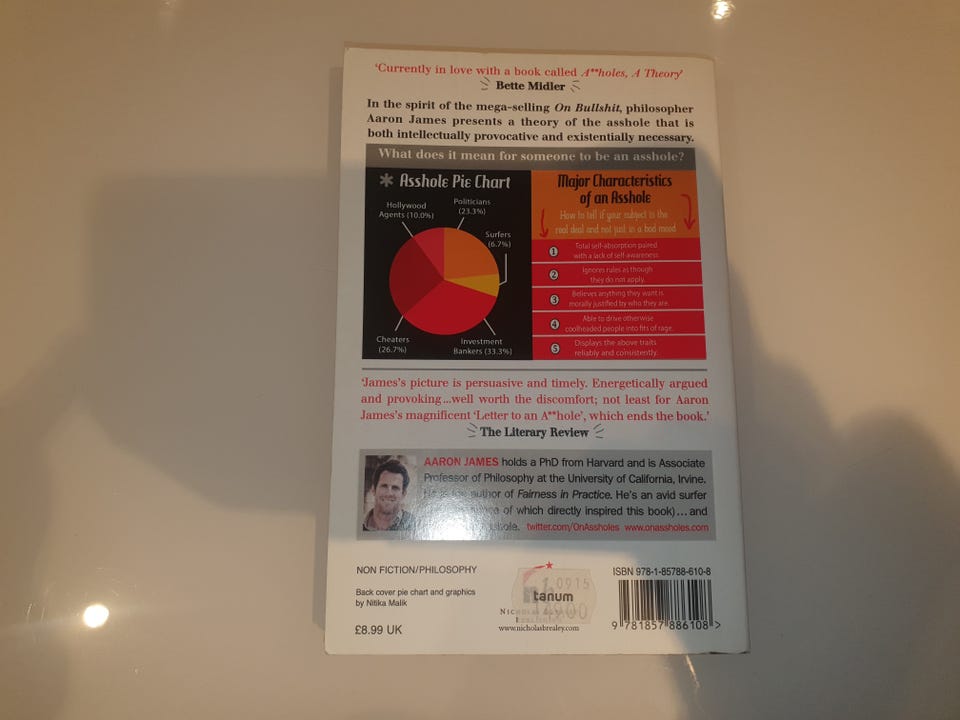 'Currently in love with a book called A**holes, A Theory'
Bette Midler
In the spirit of the mega-selling On Bullshit, philosopher
Aaron James presents a theory of the asshole that is
both intellectually provocative and existentially necessary.
What does it mean for someone to be an asshole?
* Asshole Pie Chart
Hollywood
Agents (10.0%)
Politicians
(23.3%)
Surfers
(6.7%)
Cheaters
(26.7%)
Investment
Bankers (33.3%)
Major Characteristics
of an Asshole
How to tell if your subject is the
real deal and not just in a bad mood
1 Total self-absorption paired
with a lack of self-awareness.
2 Ignores rules as though
they do not apply.
3 Believes anything they want is
morally justified by who they are.
4 Able to drive otherwise
coolheaded people into fits of rage.
5 Displays the above traits
reliably and consistently.
'James's picture is persuasive and timely. Energetically argued
and provoking...well worth the discomfort; not least for Aaron
James's magnificent 'Letter to an A**hole', which ends the book.'
The Literary Review
AARON JAMES holds a PhD from Harvard and is Associate
Professor of Philosophy at the University of California, Irvine.
He is the author of Fairness in Practice. He's an avid surfer
of which directly inspired this book)...and
twitter.com/OnAssholes www.onassholes.com
NON FICTION/PHILOSOPHY
Back cover pie chart and graphics
by Nitika Malik
£8.99 UK
0915
tanum
www.nicholasbrealey.com
ISBN 978-1-85788-610-8
9 781857 886108 >